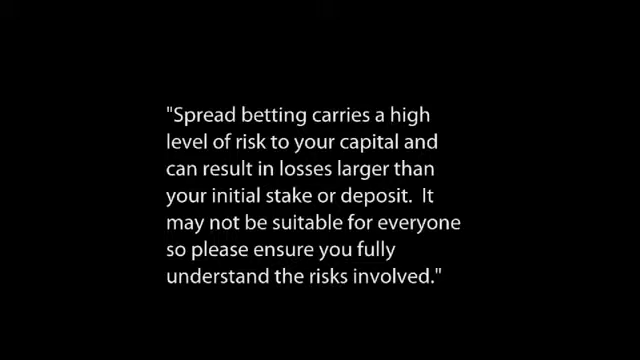 "Spread betting carries a high
level of risk to your capital and
can result in losses larger than
your initial stake or deposit.  It
may not be suitable for everyone
so please ensure you fully
understand the risks involved."